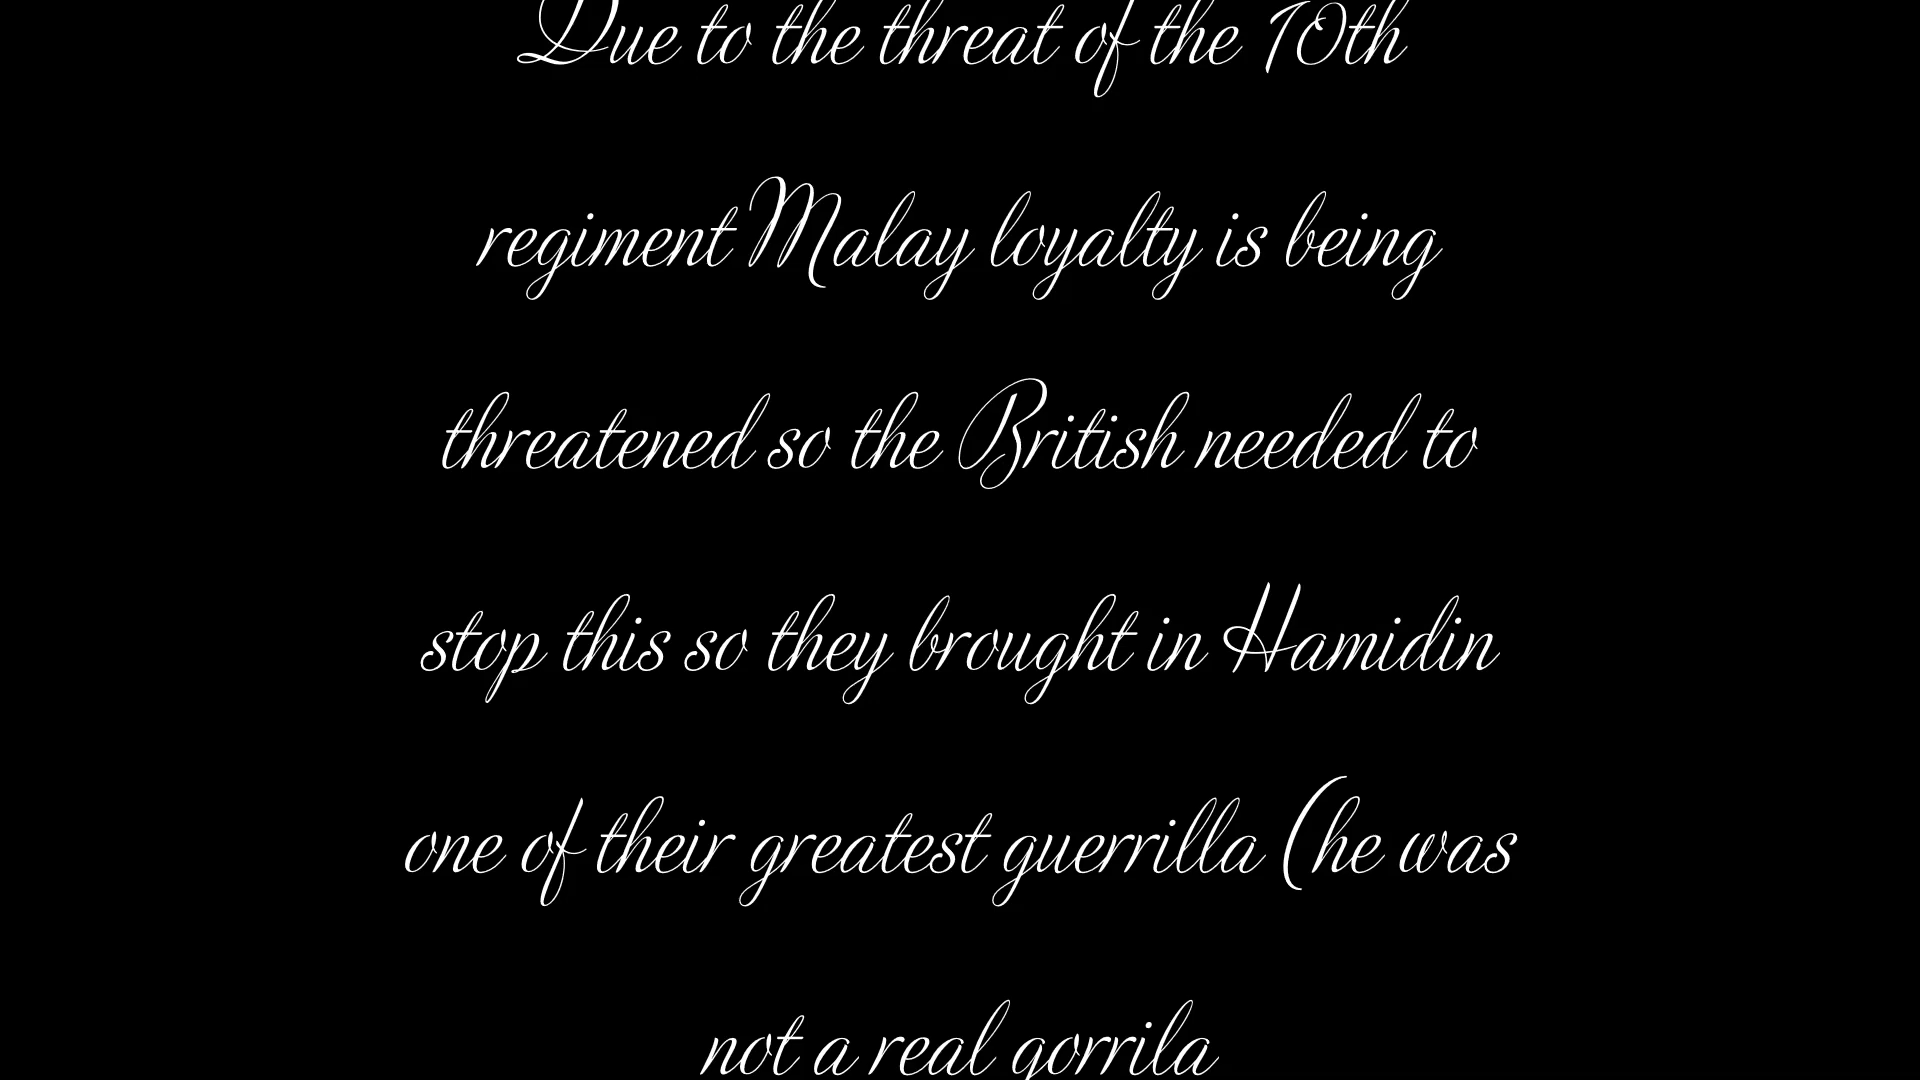 Due to the threat of the 10th
regiment Malay loyalty is being
threatened so the British needed to
stop this so they brought in Hamidin
one of their greatest guerrilla (he was
not a real gorrila